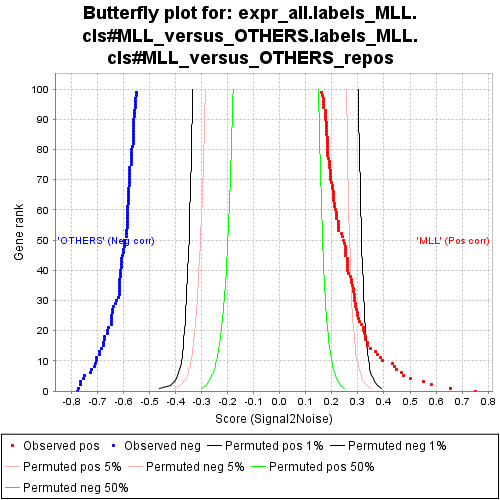 Butterfly plot for: expr_all.labels_MLL.
cls#MLL_versus_OTHERS.labels_MLL.
cls#MLL_versus_OTHERS_repos
Gene rank
100
90
80
70
60
50
40
30
20
10
0
'OTHERS' (Neg corr)
'MLL' (Pos corr)
-0.8 -0.7 -0.6 -0.5 -0.4 -0.3 -0.2 -0.1 0.0 0.1 0.2 0.3 0.4 0.5 0.6 0.7 0.8
Score (Signal2Noise)
Observed pos Observed neg Permuted pos 1% Permuted neg 1%
Permuted pos 5% Permuted neg 5% Permuted pos 50%
Permuted neg 50%